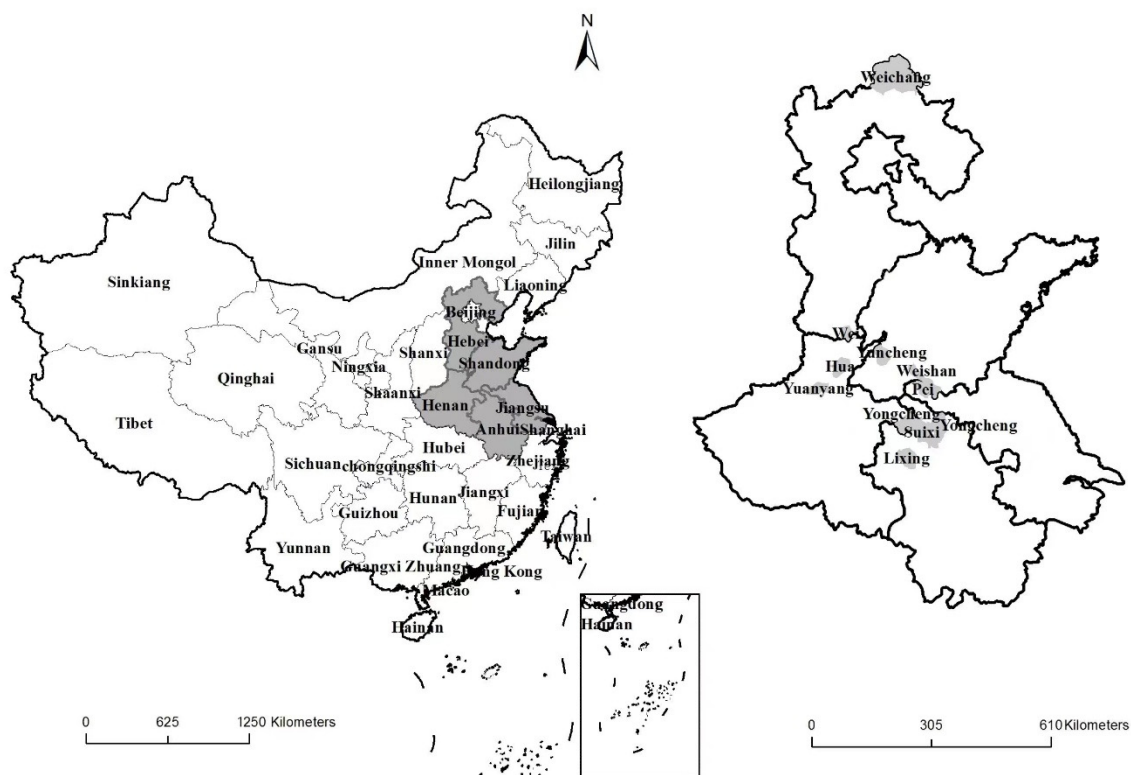 N
Heilongjiang
Jilin
Inner Mongol
Liaoning
Sinkiang
Beijing
Gansu
Shanxi
Hebei
Ningxia
Shandong
Qinghai
Shaanxi
Henan
Jiangsu
Tibet
Anhui
Shanghai
Hubei
Sichuan
chongqingshi
Zhejiang
Hunan
Jiangxi
Guizhou
Fujian
Yunnan
Guangdong
Taiwan
Guangxi Zhuang
Hong Kong
Macao
Hainan
Guangdong
Hainan
0 625 1250 Kilometers
Weichang
Wei
Yuncheng
Hua
Weishan
Yuanyang
Pei
Yongcheng
Suixi
Yongcheng
Lixing
0 305 610 Kilometers